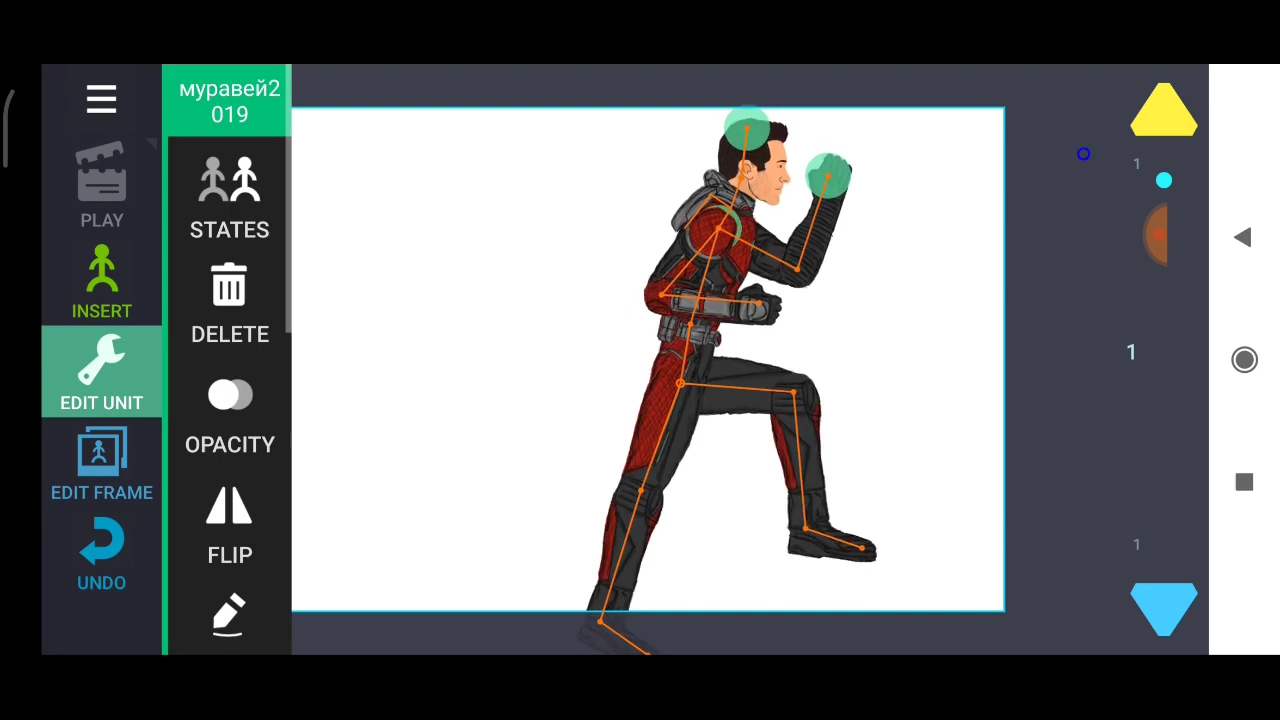 PLAY
INSERT
EDIT UNIT
EDIT FRAME
UNDO
муравей2
019
STATES
DELETE
OPACITY
FLIP
1
1
1